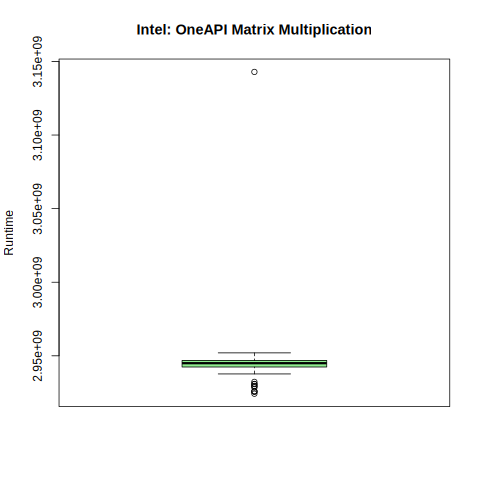 Intel: OneAPI Matrix Multiplication
Runtime
3.15e+09
3.10e+09
3.05e+09
3.00e+09
2.95e+09